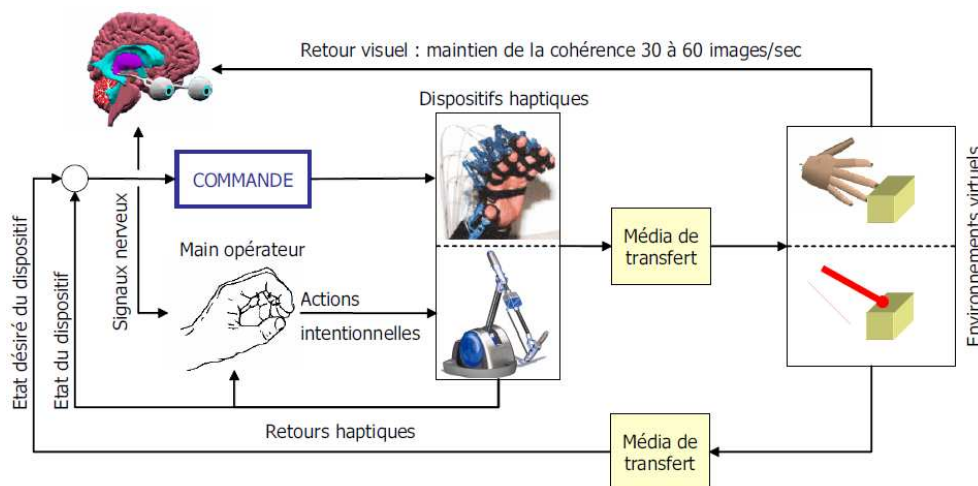 Retour visuel : maintien de la cohérence 30 à 60 images/sec
Dispositifs haptiques
COMMANDE
Média de
transfert
Main opérateur
Actions
intentionnelles
Signaux nerveux
Etat du dispositif
Etat désiré du dispositif
Environnements virtuels
Retours haptiques
Média de
transfert